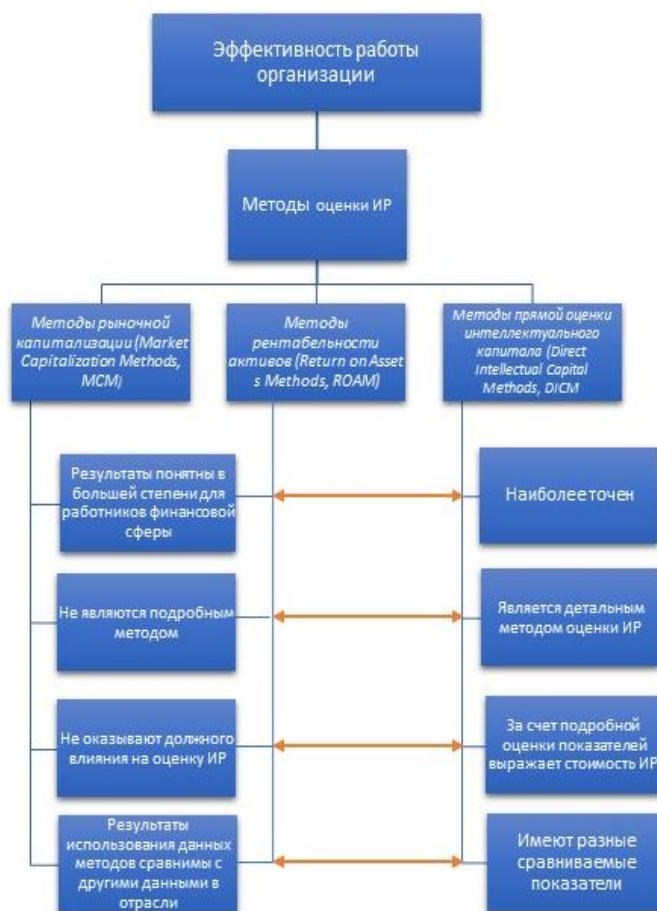 Эффективность работы
организации
Методы оценки ИР
Методы рыночной
капитализации (Market
Capitalization Methods,
MCM)
Методы
рентабельности
активов (Return on Asset
s Methods, ROAM)
Методы прямой оценки
интеллектуального
капитала (Direct
Intellectual Capital
Methods, DICM
Результаты понятны в
большей степени для
работников финансовой
сферы
Наиболее точен
Не являются подробным
методом
Является детальным
методом оценки ИР
Не оказывают должного
влияния на оценку ИР
За счет подробной
оценки показателей
выражает стоимость ИР
Результаты
использования данных
методов сравнимы с
другими данными в
отрасли
Имеют разные
сравниваемые
показатели